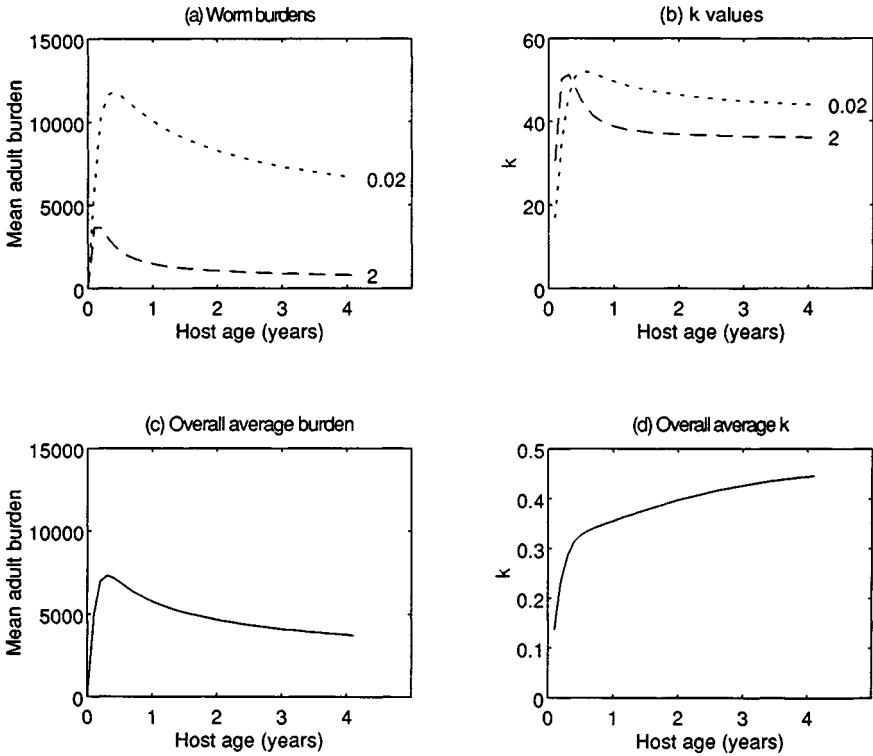 (a) Worm burdens
15000
10000
5000
0
Mean adult burden
0.02
2
0 1 2 3 4
Host age (years)
(b) k values
60
40
20
0
k
0.02
2
0 1 2 3 4
Host age (years)
(c) Overall average burden
15000
10000
5000
0
Mean adult burden
0 1 2 3 4
Host age (years)
(d) Overall average k
0.5
0.4
0.3
0.2
0.1
0
k
0 1 2 3 4
Host age (years)